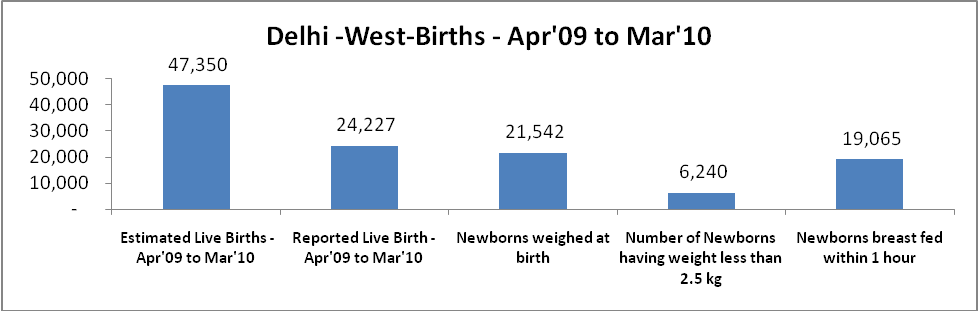 Delhi -West-Births - Apr'09 to Mar'10
47,350
24,227
21,542
6,240
19,065
50,000
40,000
30,000
20,000
10,000
-
Estimated Live Births -
Apr'09 to Mar'10
Reported Live Birth -
Apr'09 to Mar'10
Newborns weighed at
birth
Number of Newborns
having weight less than
2.5 kg
Newborns breast fed
within 1 hour